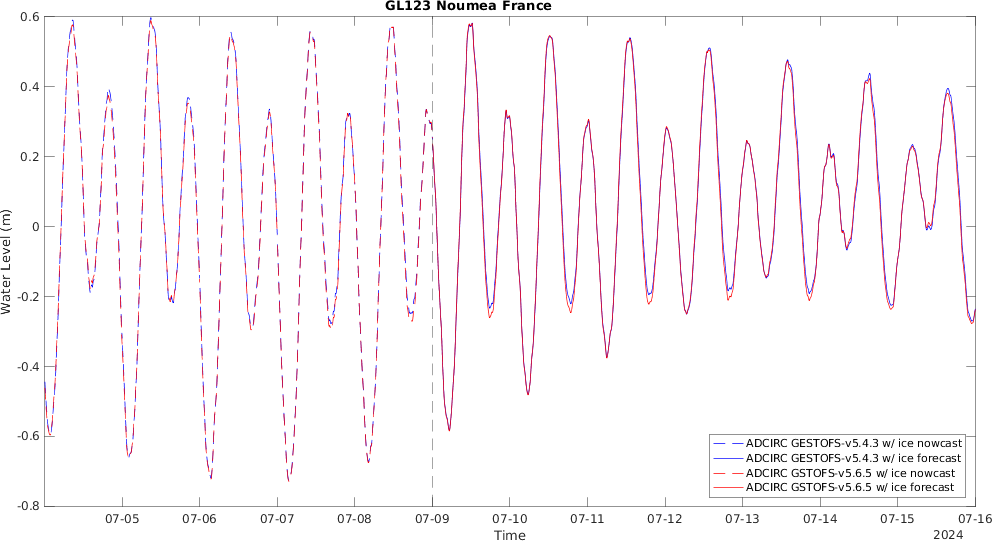 GL123 Noumea France
0.6
0.4
0.2
0
-0.2
-0.4
-0.6
-0.8
Water Level (m)
ADCIRC GESTOFS-v5.4.3 w/ ice nowcast
ADCIRC GESTOFS-v5.4.3 w/ ice forecast
ADCIRC GSTOFS-v5.6.5 w/ ice nowcast
ADCIRC GSTOFS-v5.6.5 w/ ice forecast
07-05 07-06 07-07 07-08 07-09 07-10 07-11 07-12 07-13 07-14 07-15 07-16
Time
2024